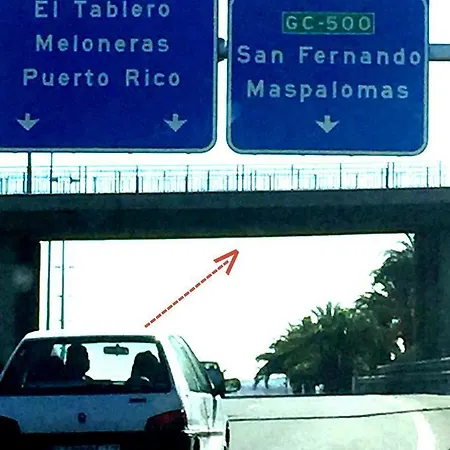 El Tablero
Meloneras
Puerto Rico
GC-500
San Fernando
Maspalomas